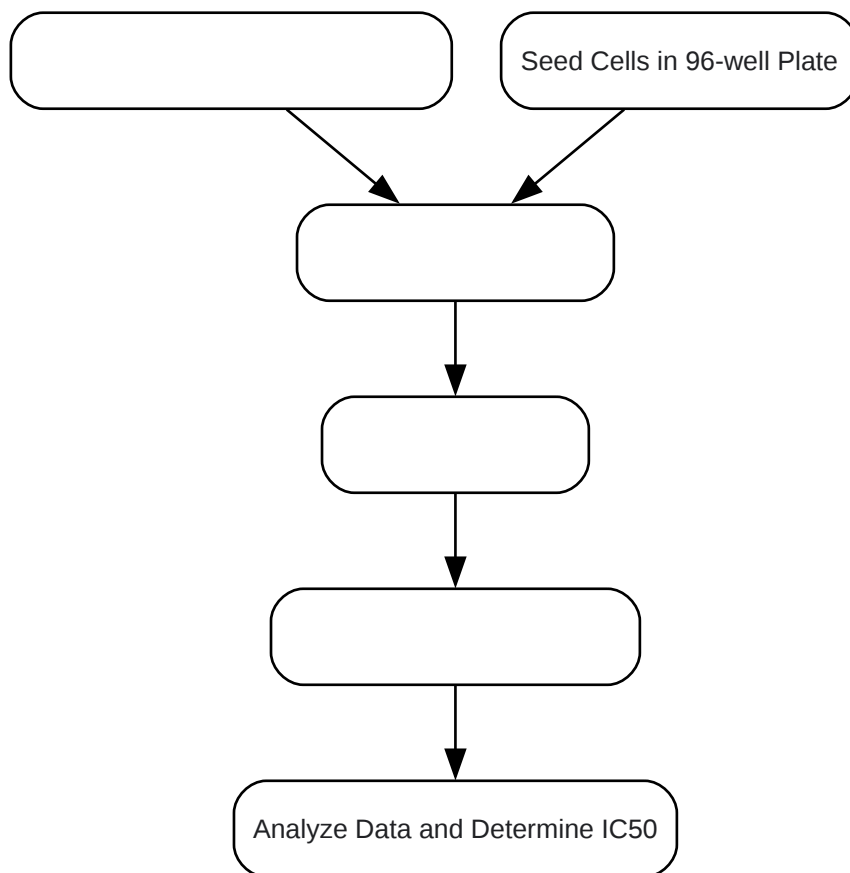 Seed Cells in 96-well Plate
Analyze Data and Determine IC50